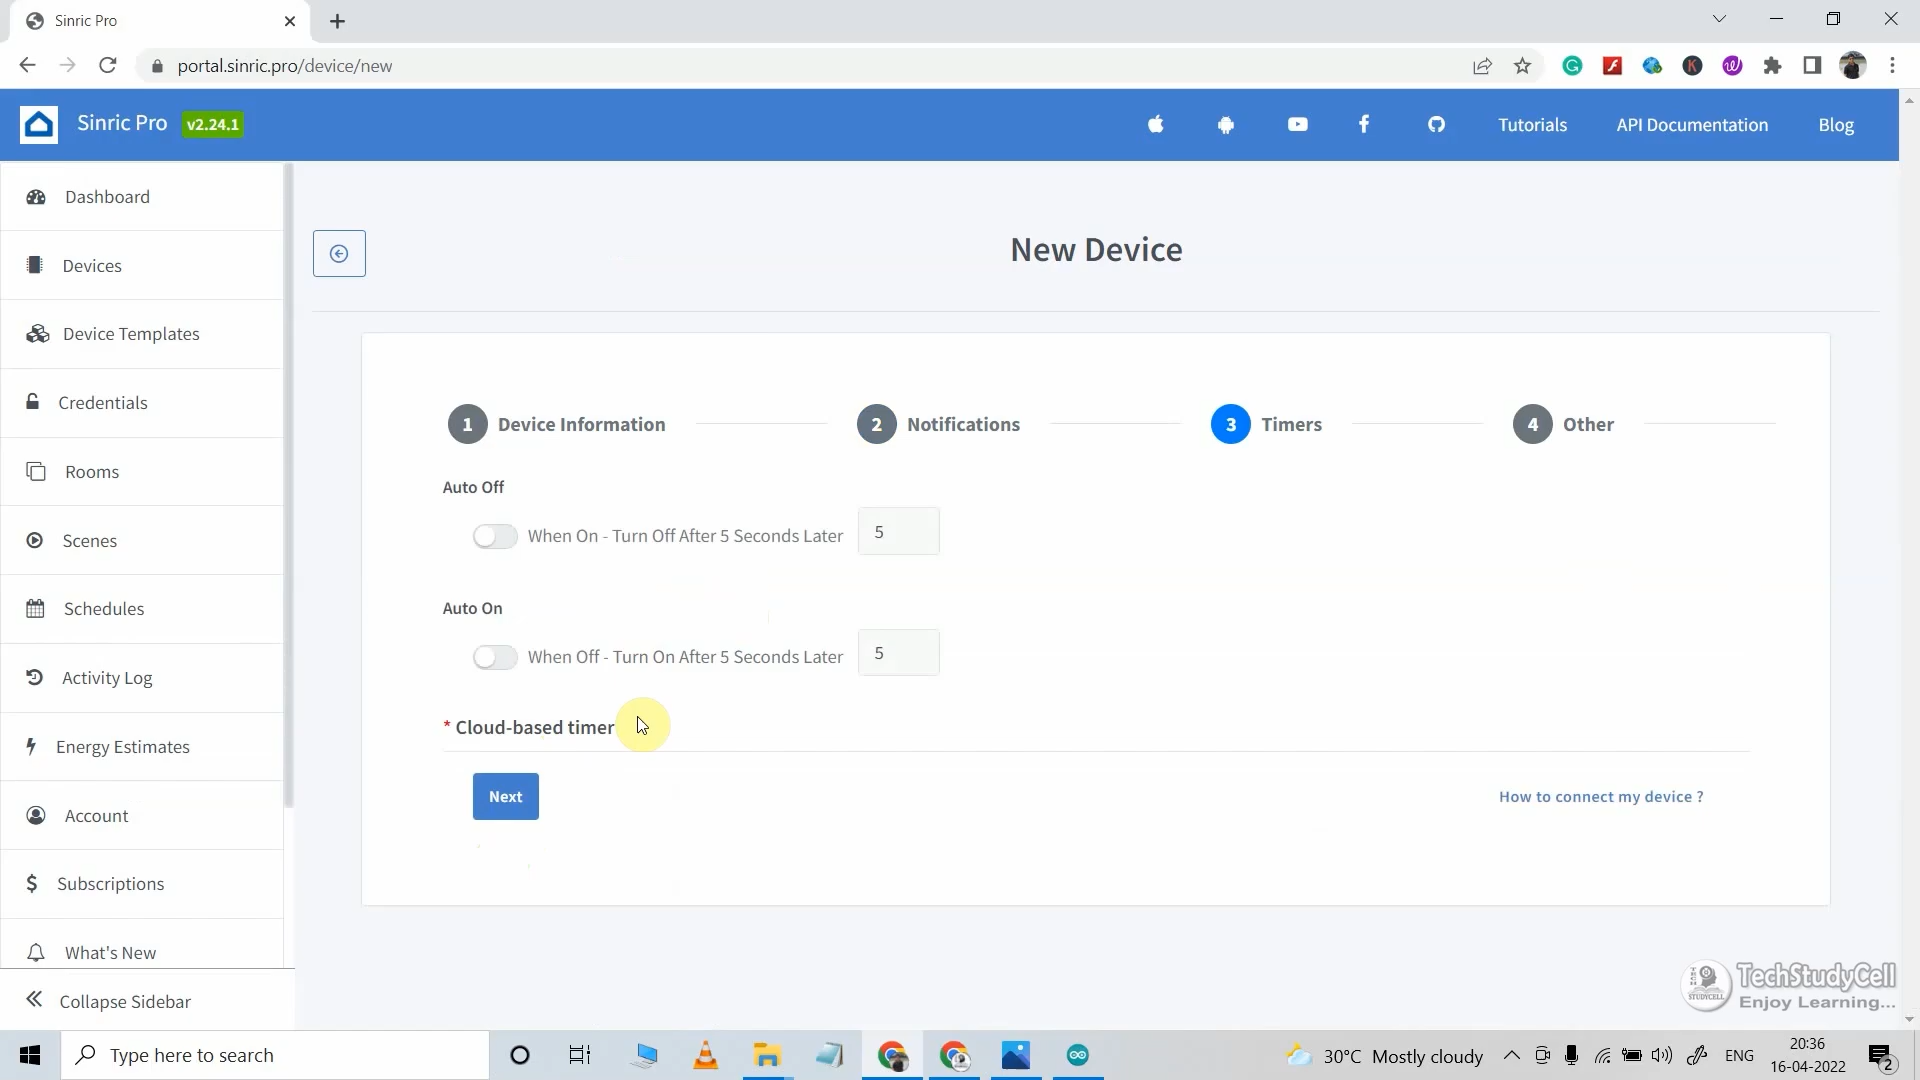 Sinric Pro
portal.sinric.pro/device/new
Sinric Pro v2.24.1
Tutorials
API Documentation
Blog
Dashboard
Devices
Device Templates
Credentials
Rooms
Scenes
Schedules
Activity Log
Energy Estimates
Account
Subscriptions
What's New
Collapse Sidebar
New Device
1 Device Information
2 Notifications
3 Timers
4 Other
Auto Off
When On - Turn Off After 5 Seconds Later 5
Auto On
When Off - Turn On After 5 Seconds Later 5
* Cloud-based timer
Next
How to connect my device ?
TechStudyCell
Enjoy Learning...
Type here to search
30°C Mostly cloudy
ENG
20:36
16-04-2022
2